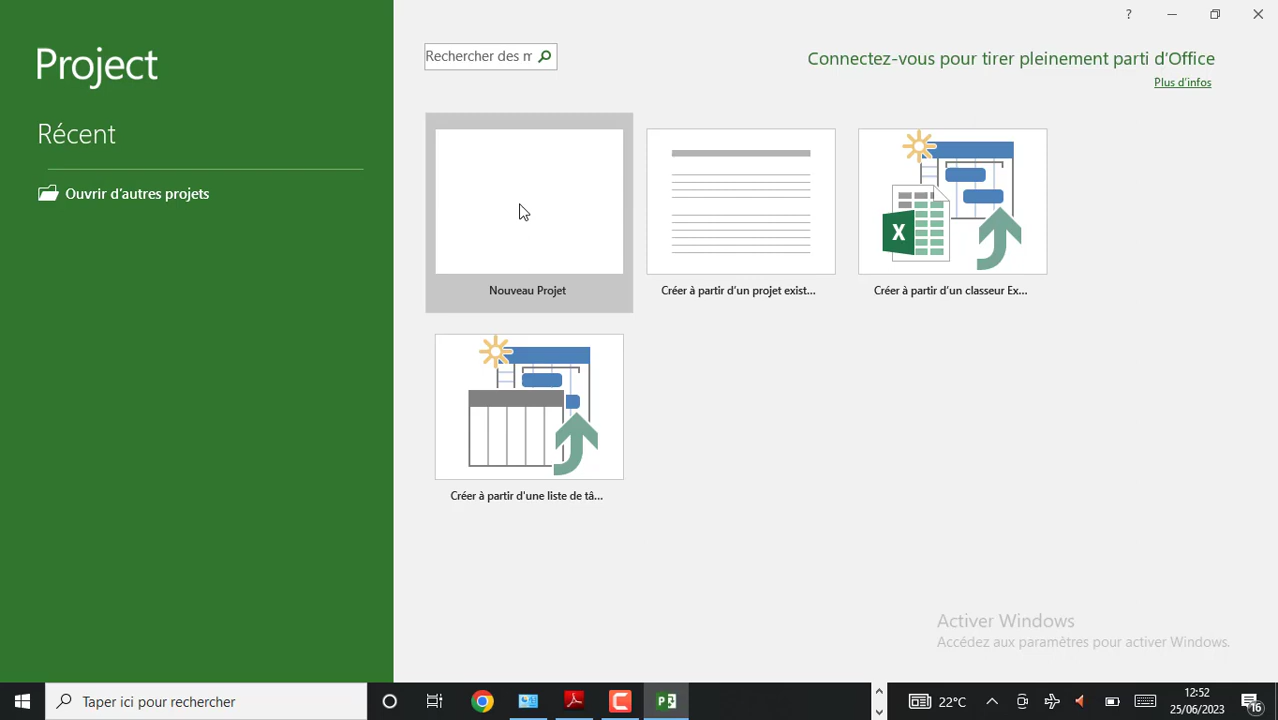 ?
Project
Rechercher des m
Connectez-vous pour tirer pleinement parti d'Office
Plus d'infos
Récent
Ouvrir d'autres projets
X
Nouveau Projet
Créer à partir d'un projet exist...
Créer à partir d'un classeur Ex...
Créer à partir d'une liste de tâ...
Activer Windows
Accédez aux paramètres pour activer Windows.
Taper ici pour rechercher
P
22°C
12:52
25/06/2023
16